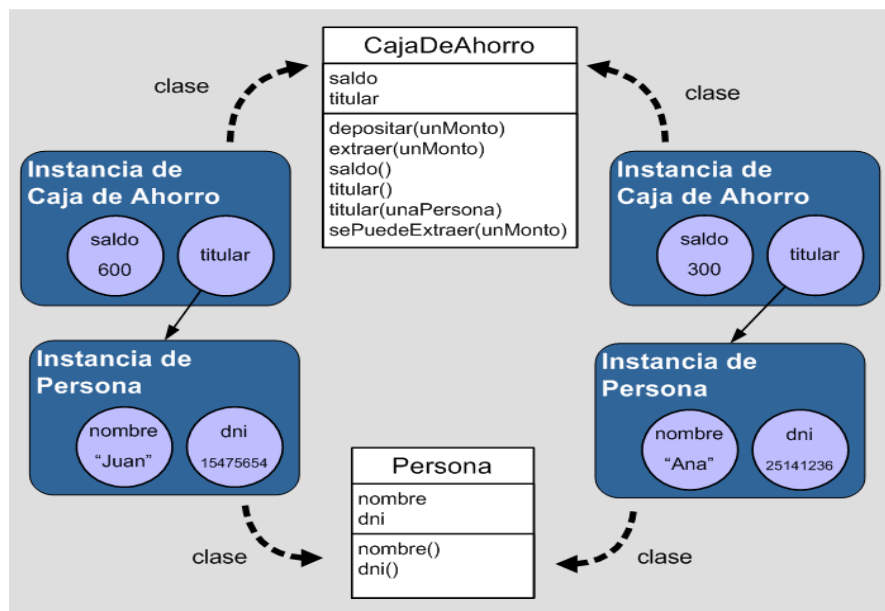 CajaDeAhorro
saldo
titular
depositar(unMonto)
extraer(unMonto)
saldo()
titular()
titular(unaPersona)
sePuedeExtraer(unMonto)
clase
clase
Instancia de
Caja de Ahorro
saldo
600
titular
Instancia de
Caja de Ahorro
saldo
300
titular
Instancia de
Persona
nombre
“Juan”
dni
15475654
Instancia de
Persona
nombre
“Ana”
dni
25141236
Persona
nombre
dni
nombre()
dni()
clase
clase